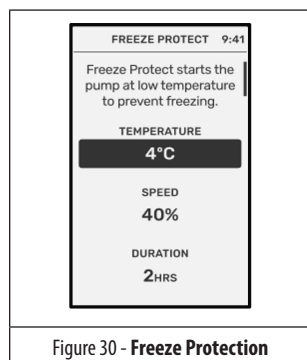 FREEZE PROTECT 9:41
Freeze Protect starts the
pump at low temperature
to prevent freezing.
TEMPERATURE
4°C
SPEED
40%
DURATION
2HRS
Figure 30 - Freeze Protection